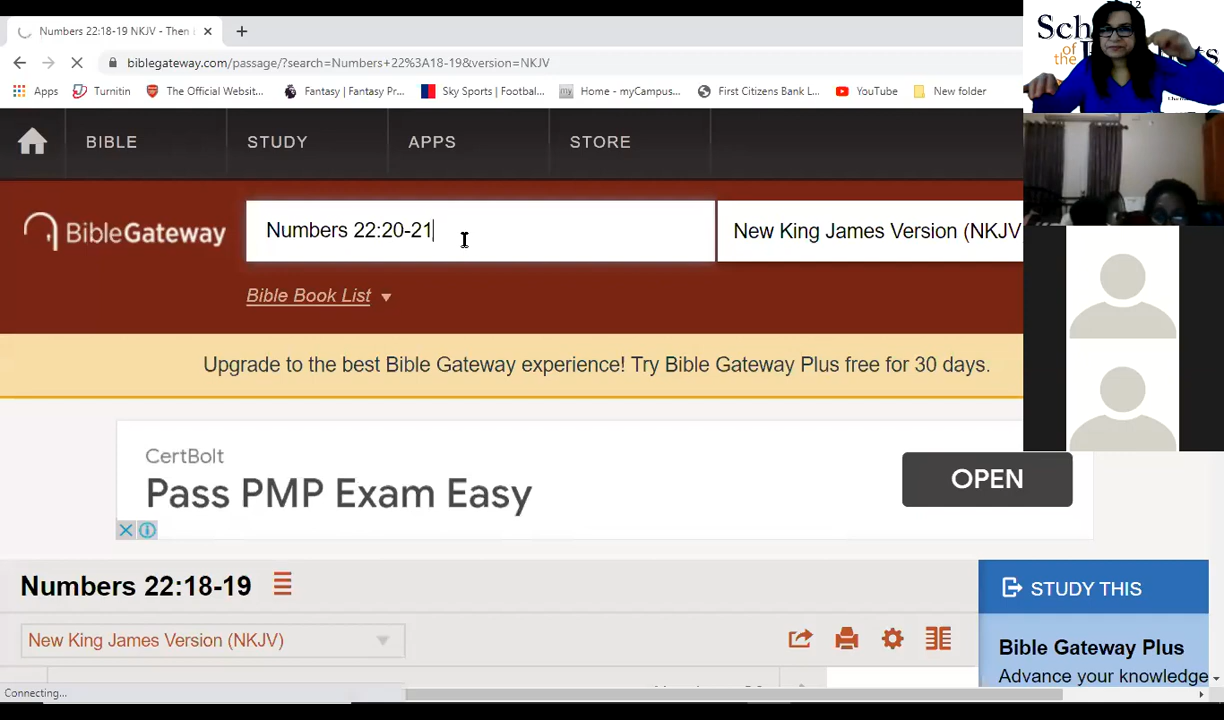 Numbers 22:18-19 NKJV - Then
biblegateway.com/passage/?search=Numbers+22%3A18-19&version=NKJV
Apps Turnitin The Official Websit... Fantasy | Fantasy Pr... Sky Sports | Footbal... Home - myCampus... First Citizens Bank L... YouTube New folder
BIBLE STUDY APPS STORE
BibleGateway
Numbers 22:20-21
New King James Version (NKJV
Bible Book List
Upgrade to the best Bible Gateway experience! Try Bible Gateway Plus free for 30 days.
CertBolt
Pass PMP Exam Easy
OPEN
Numbers 22:18-19
New King James Version (NKJV)
STUDY THIS
Bible Gateway Plus
Advance your knowledge
Connecting...
of the